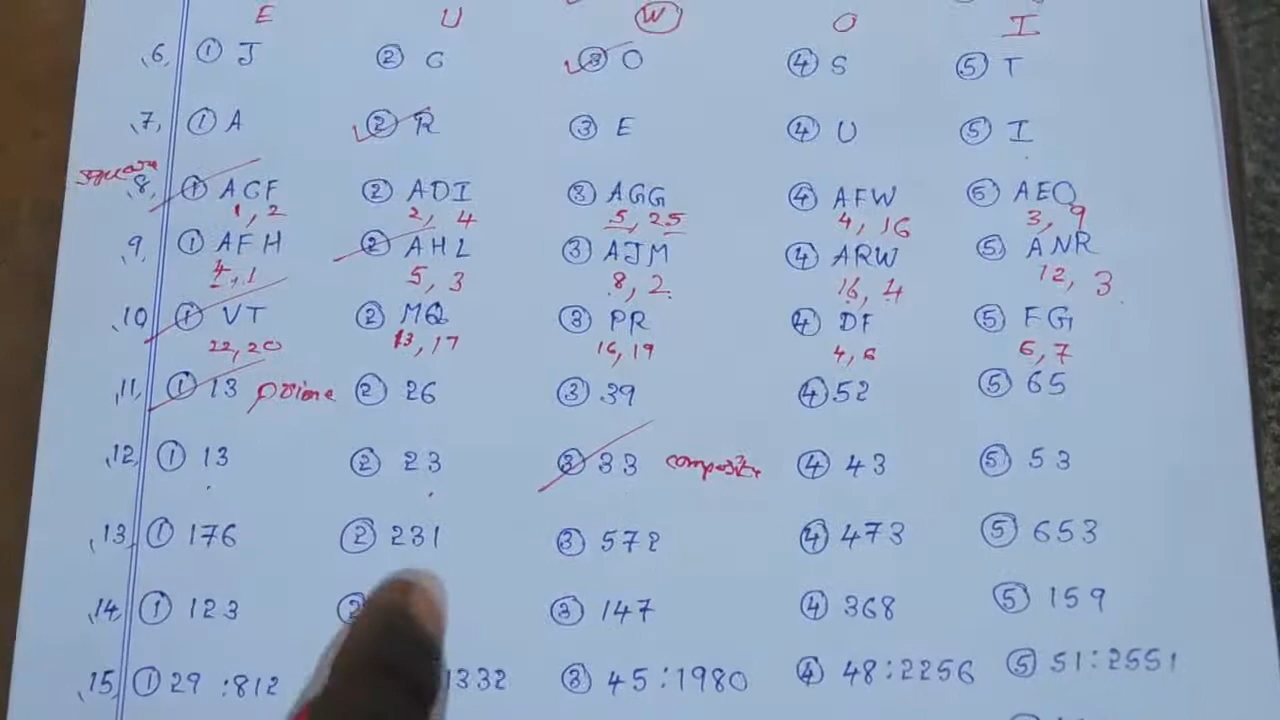 E U W O I
,6, ① J ② G ③ O ④ S ⑤ T
,7, ① A ② R ③ E ④ U ⑤ I
square
,8, ① ACF ② ADI ③ AGG ④ AFW ⑤ AEO
1, 2 2, 4 5, 25 4, 16 3, 9
,9, ① AFH ② AHL ③ AJM ④ ARW ⑤ ANR
4, 1 5, 3 8, 2 16, 4 12, 3
,10, ① VT ② MQ ③ PR ④ DF ⑤ FG
22, 20 13, 17 16, 19 4, 6 6, 7
,11, ① 13 prime ② 26 ③ 39 ④ 52 ⑤ 65
,12, ① 13 ② 23 ③ 33 composite ④ 43 ⑤ 53
,13, ① 176 ② 231 ③ 572 ④ 473 ⑤ 653
,14, ① 123 ② ③ 147 ④ 368 ⑤ 159
,15, ① 29 :812 1332 ③ 45:1980 ④ 48:2256 ⑤ 51:2551